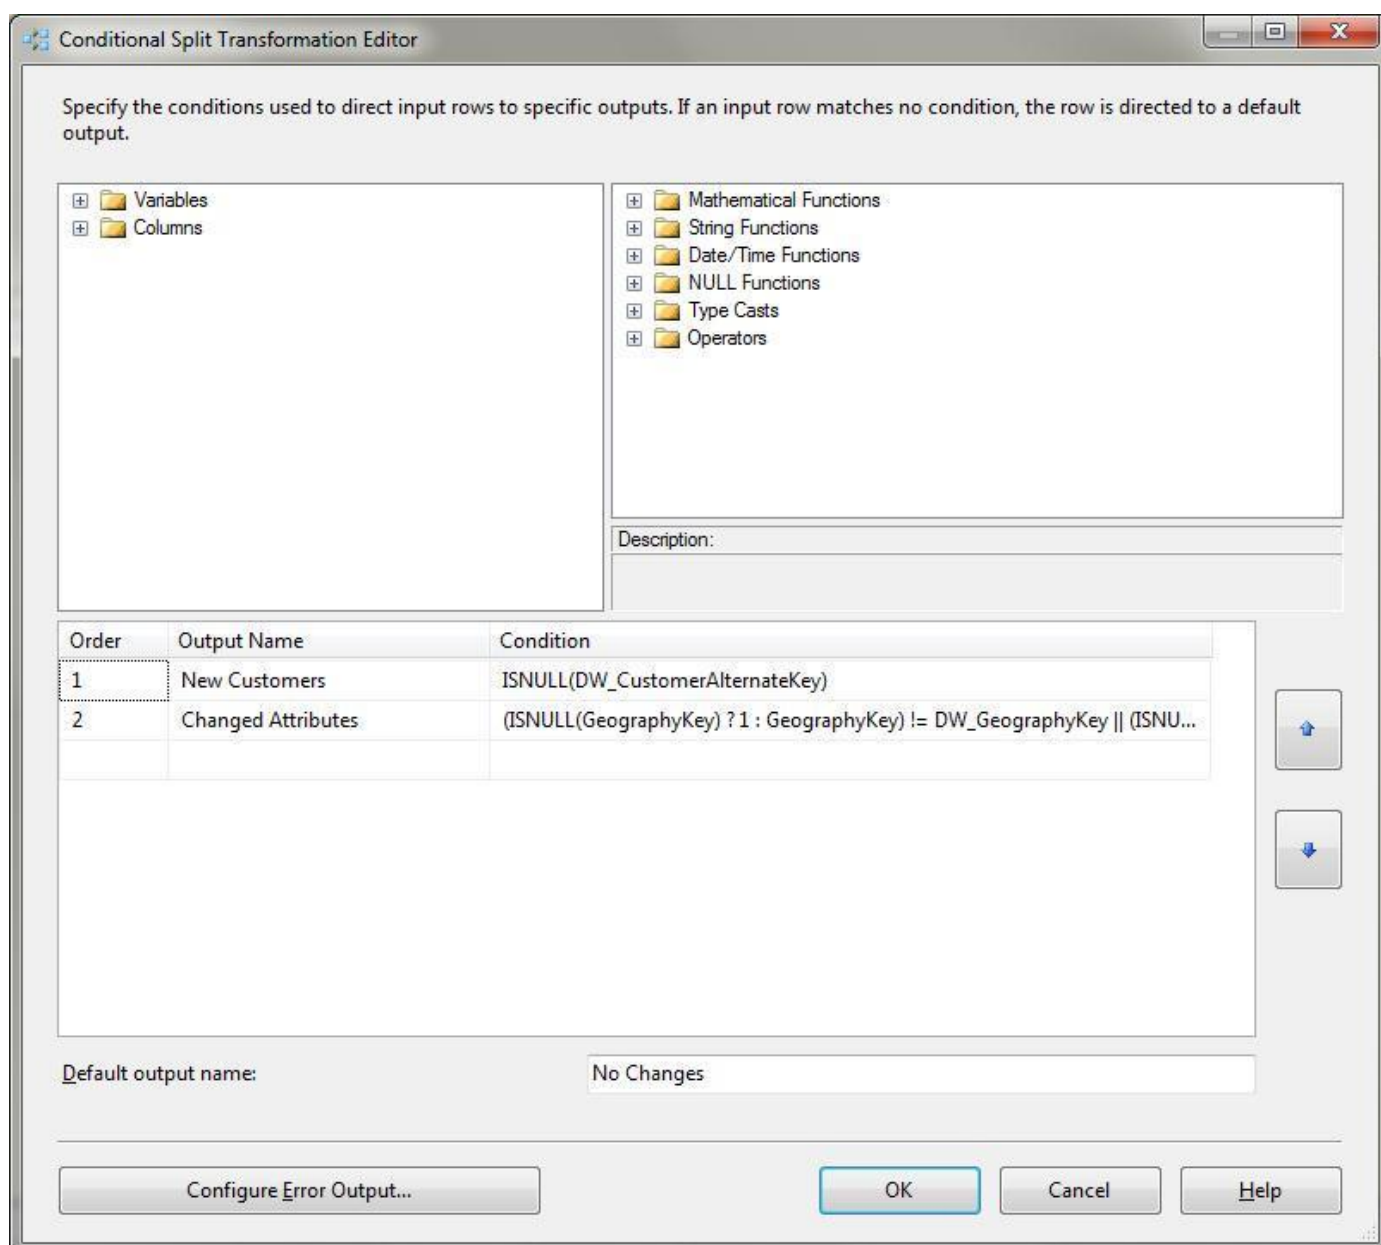 Conditional Split Transformation Editor
Specify the conditions used to direct input rows to specific outputs. If an input row matches no condition, the row is directed to a default
output.
Variables
Columns
Mathematical Functions
String Functions
Date/Time Functions
NULL Functions
Type Casts
Operators
Description:
Order Output Name Condition
1 New Customers ISNULL(DW_CustomerAlternateKey)
2 Changed Attributes (ISNULL(GeographyKey) ? 1 : GeographyKey) != DW_GeographyKey || (ISNU...
Default output name: No Changes
Configure Error Output... OK Cancel Help